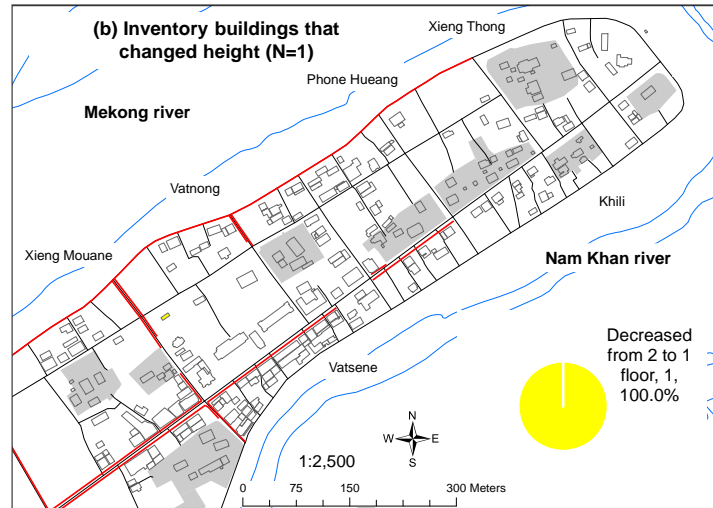 (b) Inventory buildings that
changed height (N=1)
Xieng Thong
Phone Hueang
Mekong river
Vatnong
Khili
Xieng Mouane
Nam Khan river
Decreased
from 2 to 1
floor, 1,
100.0%
Vatsene
N
W E
S
1:2,500
0 75 150 300 Meters